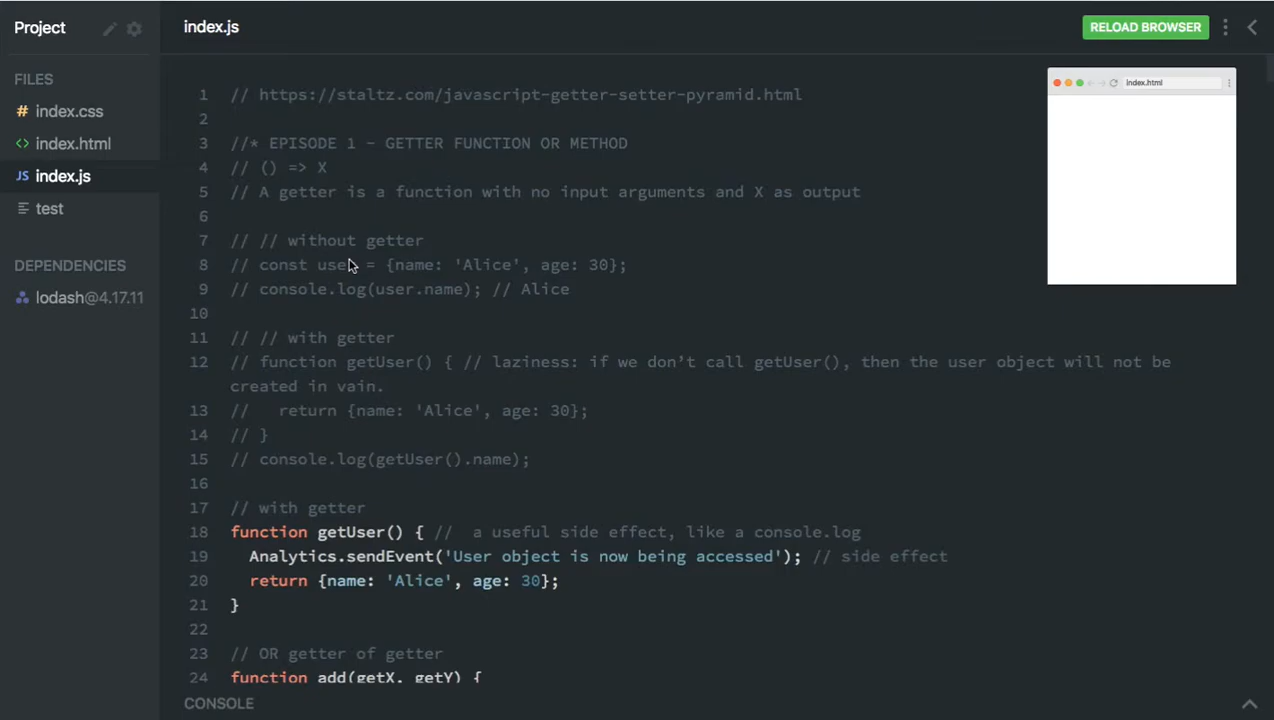 Project
index.js
RELOAD BROWSER
FILES
# index.css
<> index.html
JS index.js
test
DEPENDENCIES
lodash@4.17.11
index.html
1 // https://staltz.com/javascript-getter-setter-pyramid.html
2
3 //* EPISODE 1 - GETTER FUNCTION OR METHOD
4 // () => X
5 // A getter is a function with no input arguments and X as output
6
7 // // without getter
8 // const user = {name: 'Alice', age: 30};
9 // console.log(user.name); // Alice
10
11 // // with getter
12 // function getUser() { // laziness: if we don’t call getUser(), then the user object will not be
created in vain.
13 //   return {name: 'Alice', age: 30};
14 // }
15 // console.log(getUser().name);
16
17 // with getter
18 function getUser() { //  a useful side effect, like a console.log
19   Analytics.sendEvent('User object is now being accessed'); // side effect
20   return {name: 'Alice', age: 30};
21 }
22
23 // OR getter of getter
24 function add(getX, getY) {
CONSOLE